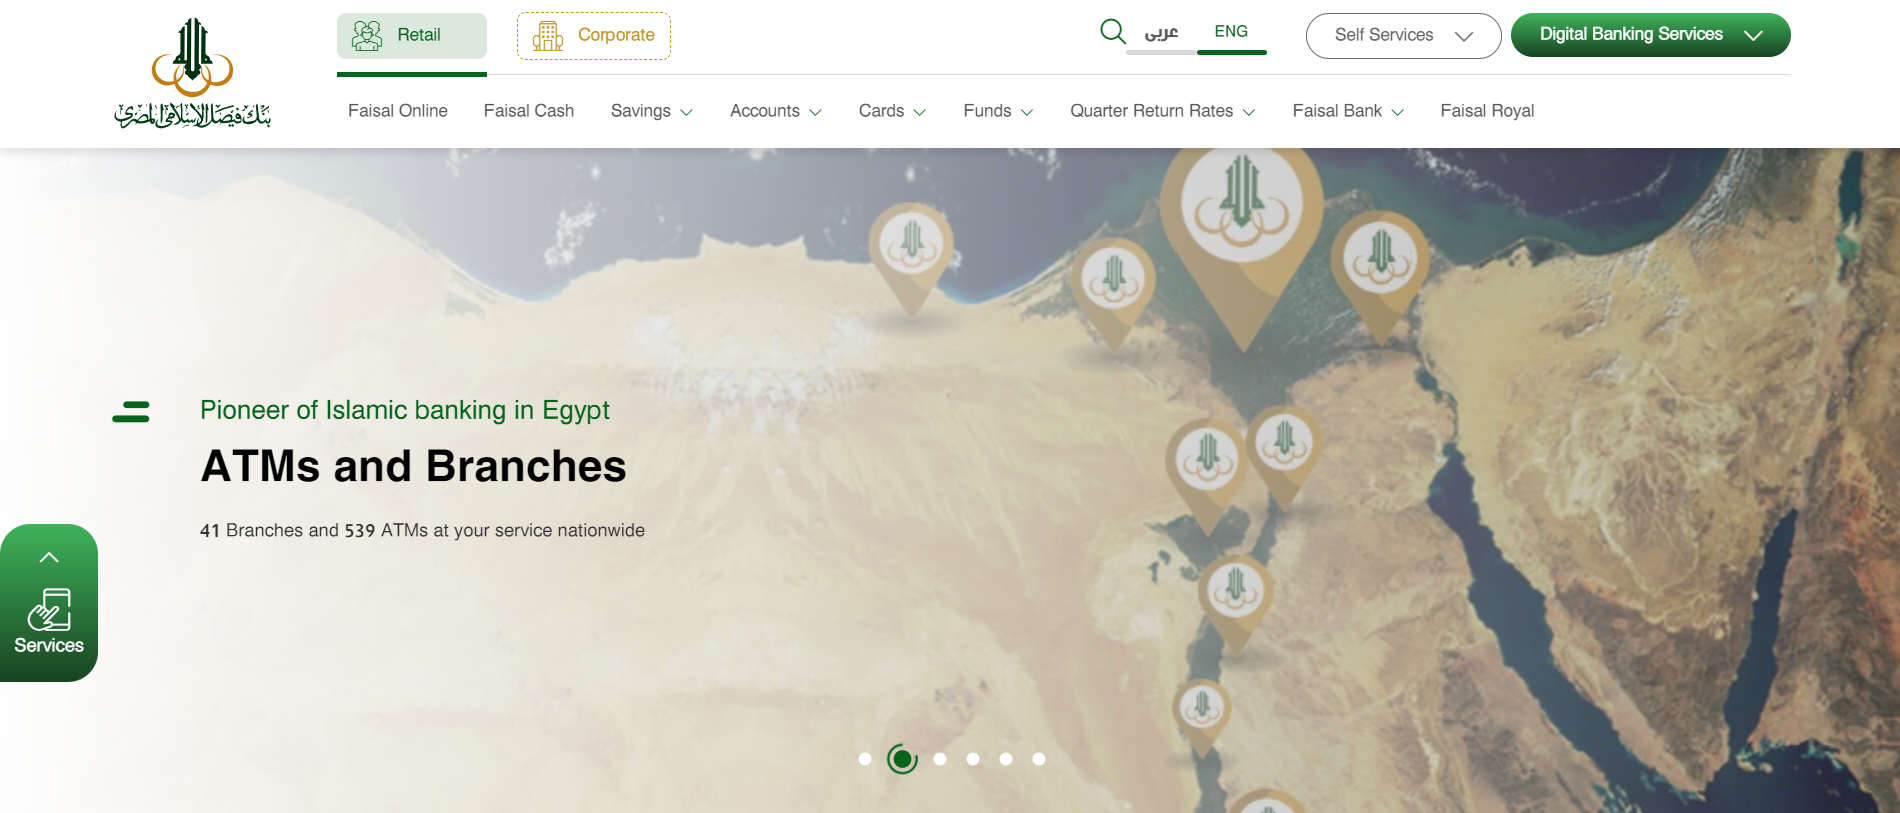 بنك فيصل الإسلامي المصري
Retail
Corporate
عربى
ENG
Self Services
Digital Banking Services
Faisal Online
Faisal Cash
Savings
Accounts
Cards
Funds
Quarter Return Rates
Faisal Bank
Faisal Royal
Pioneer of Islamic banking in Egypt
ATMs and Branches
41 Branches and 539 ATMs at your service nationwide
Services